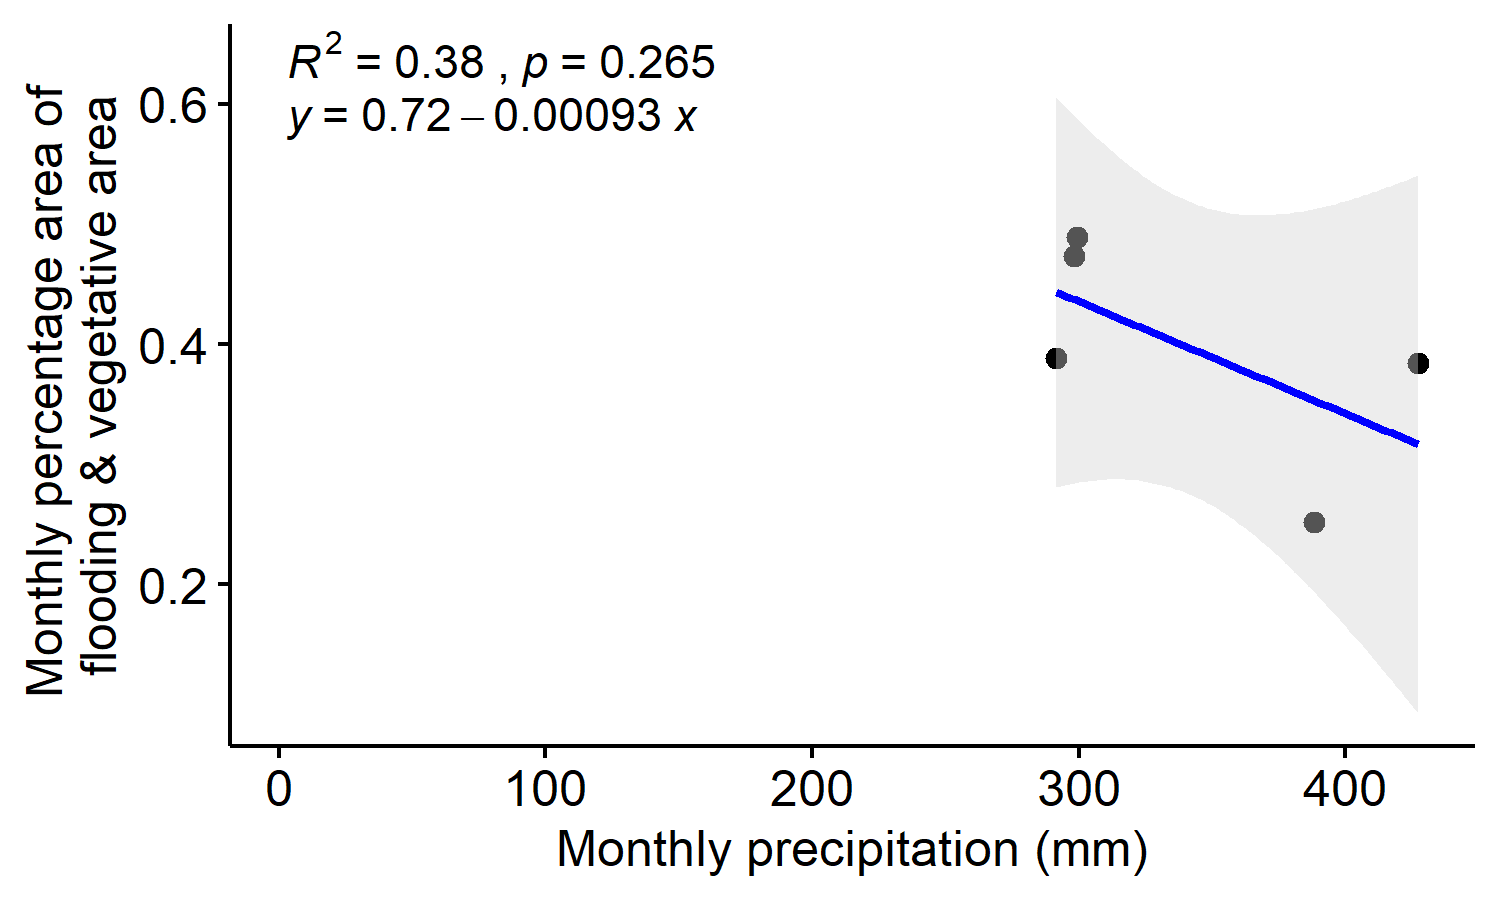 R² = 0.38 , p = 0.265
y = 0.72 – 0.00093 x
Monthly percentage area of
flooding & vegetative area
0.6
0.4
0.2
0 100 200 300 400
Monthly precipitation (mm)